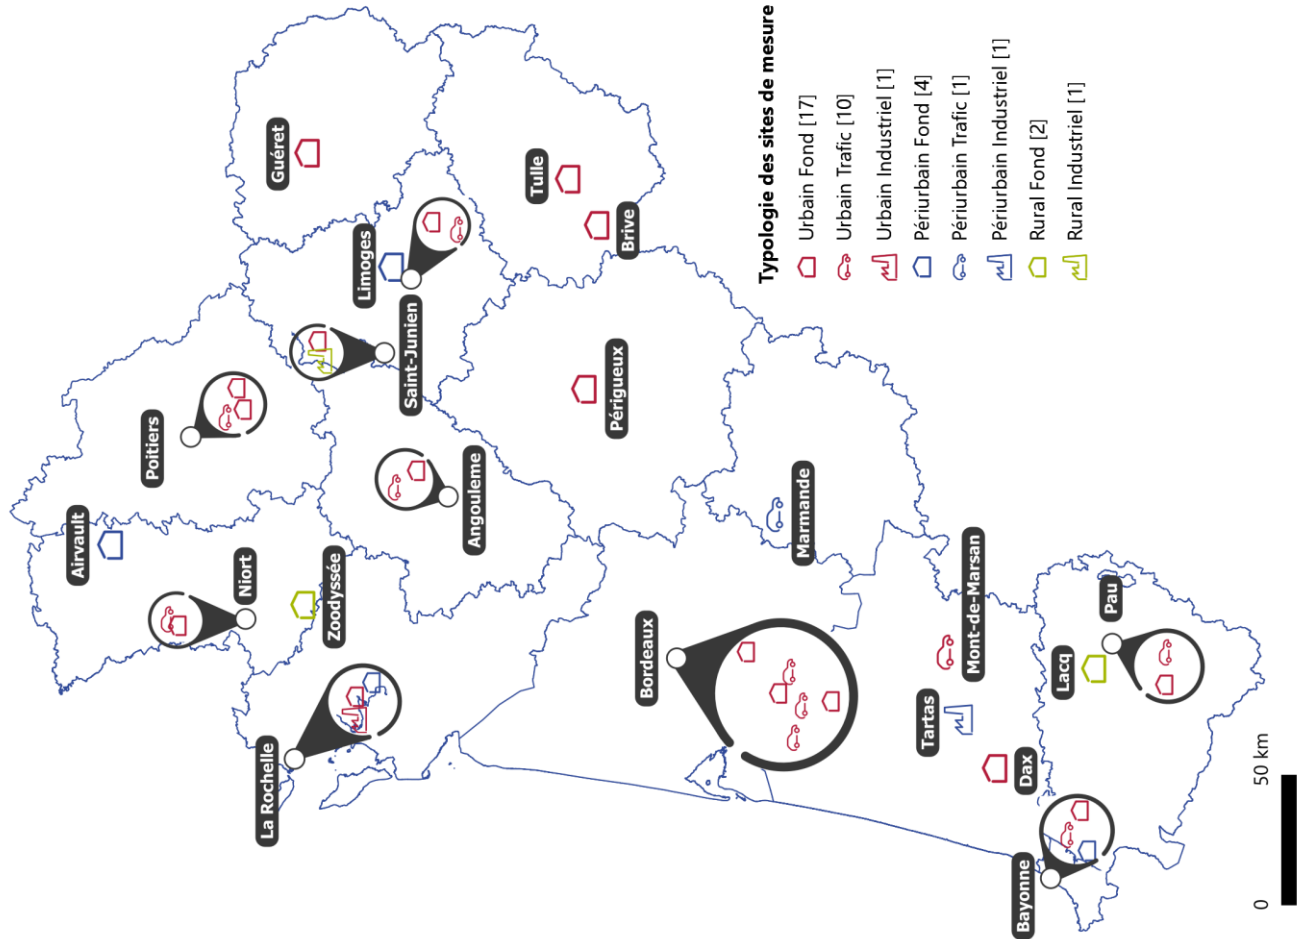 Airvault
Poitiers
Guéret
Niort
Limoges
La Rochelle
Zoodyssée
Saint-Junien
Tulle
Angouleme
Brive
Périgueux
Bordeaux
Marmande
Mont-de-Marsan
Tartas
Dax
Lacq
Pau
Bayonne
Typologie des sites de mesure
Urbain Fond [17]
Urbain Trafic [10]
Urbain Industriel [1]
Périurbain Fond [4]
Périurbain Trafic [1]
Périurbain Industriel [1]
Rural Fond [2]
Rural Industriel [1]
0 50 km